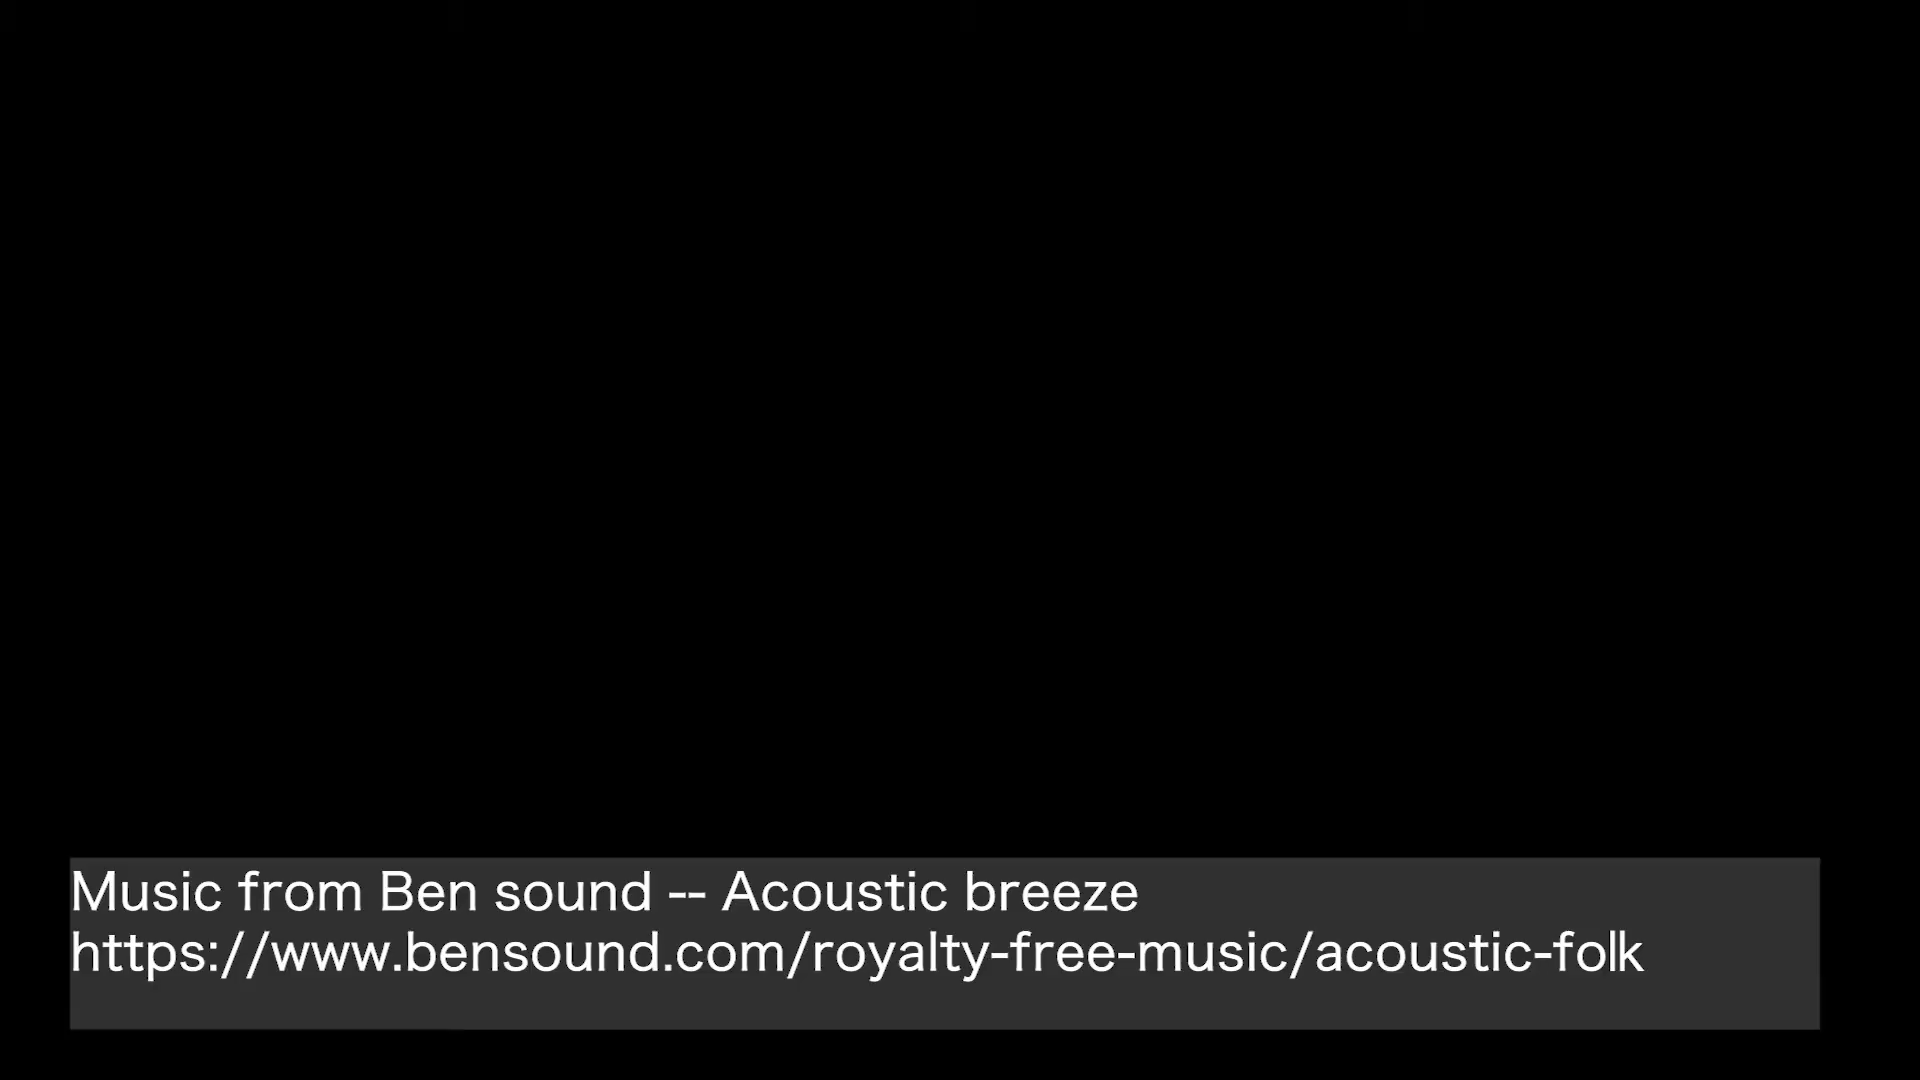 Music from Ben sound -- Acoustic breeze
https://www.bensound.com/royalty-free-music/acoustic-folk